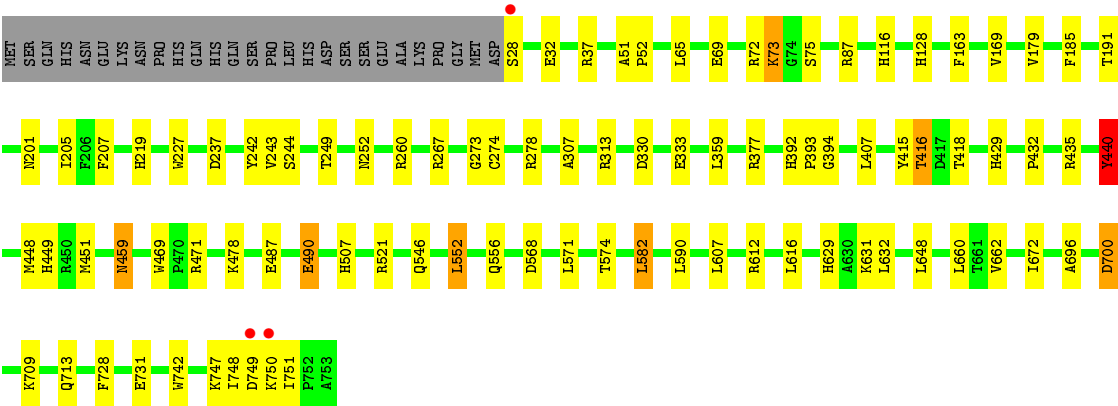 MET SER GLN HIS ASN GLU LYS ASN PRO HIS GLN HIS GLN SER PRO LEU HIS ASP SER SER GLU ALA LYS PRO GLY MET ASP S28 E32 R37 A51 P52 L65 E69 R72 K73 G74 S75 R87 H116 H128 F163 V169 V179 F185 T191
N201 I205 F206 F207 H219 W227 D237 Y242 V243 S244 T249 N252 R260 R267 G273 C274 R278 A307 R313 D330 E333 L359 R377 H392 P393 G394 L407 Y415 T416 D417 T418 H429 P432 R435 Y440
M448 H449 R450 M451 N459 W469 P470 R471 K478 E487 E490 H507 R521 Q546 L552 Q556 D568 L571 T574 L582 L590 L607 R612 L616 H629 A630 K631 L632 L648 L660 T661 V662 I672 A696 D700
K709 Q713 F728 E731 W742 K747 I748 D749 K750 I751 P752 A753